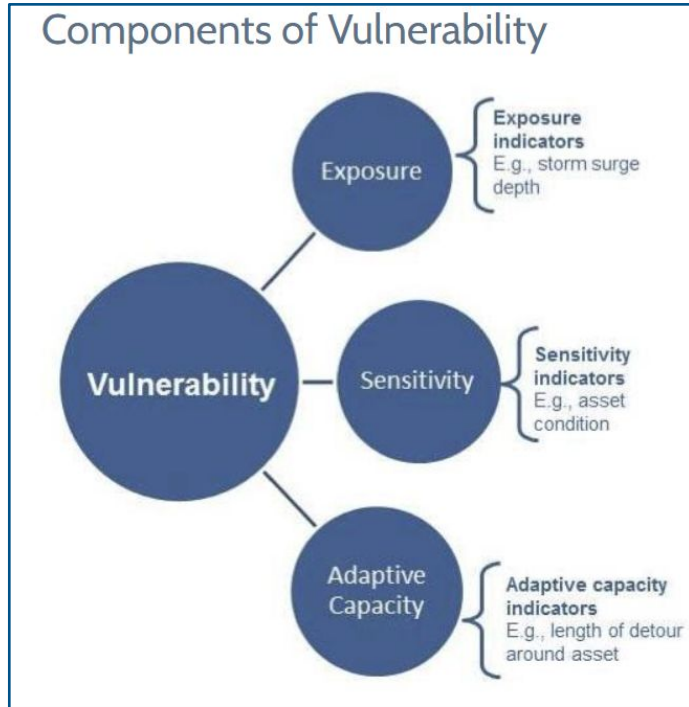 Components of Vulnerability
Exposure
Exposure
indicators
E.g., storm surge
depth
Vulnerability
Sensitivity
Sensitivity
indicators
E.g., asset
condition
Adaptive
Capacity
Adaptive capacity
indicators
E.g., length of detour
around asset